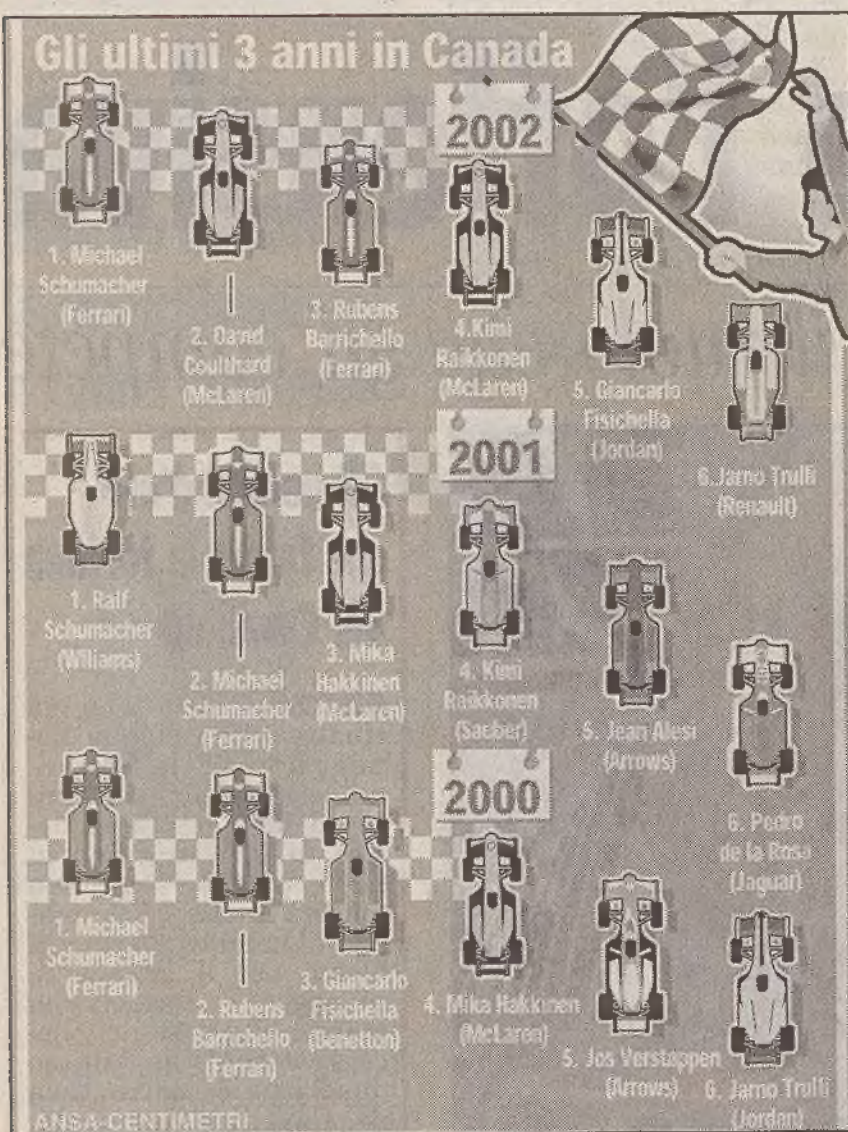 Gli ultimi 3 anni in Canada
2002
1. Michael
Schumacher
(Ferrari)
2. David
Coulthard
(McLaren)
3. Rubens
Barrichello
(Ferrari)
4.Kimi
Raikkonen
(McLaren)
5. Giancarlo
Fisichella
(Jordan)
6.Jarno Trulli
(Renault)
2001
1. Ralf
Schumacher
(Wiliams)
2. Michael
Schumacher
(Ferrari)
3. Mika
Hakkinen
(McLaren)
4. Kimi
Raikkonen
(Sauber)
5. Jean Alesi
(Arrows)
6. Pedro
de la Rosa
(Jaguar)
2000
1. Michael
Schumacher
(Ferrari)
2. Rubens
Barrichello
(Ferrari)
3. Giancarlo
Fisichella
(Benetton)
4. Mika Hakkinen
(McLaren)
5. Jos Verstappen
(Arrows)
6. Jarno Trulli
(Jordan)
ANSA-CENTIMETRI